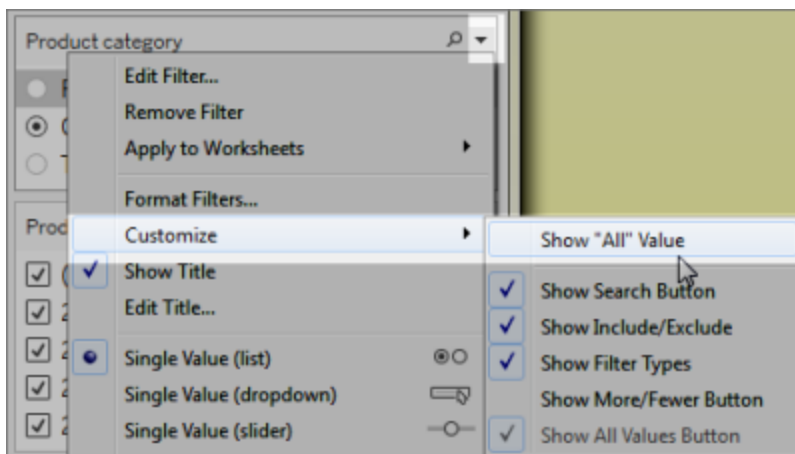 Product category
Edit Filter...
Remove Filter
Apply to Worksheets
Format Filters...
Customize
Show "All" Value
Show Title
Show Search Button
Edit Title...
Show Include/Exclude
Single Value (list)
Show Filter Types
Single Value (dropdown)
Show More/Fewer Button
Single Value (slider)
Show All Values Button